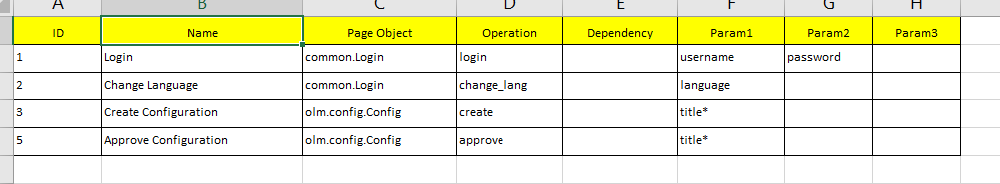 A B C D E F G H
ID Name Page Object Operation Dependency Param1 Param2 Param3
1 Login common.Login login username password
2 Change Language common.Login change_lang language
3 Create Configuration olm.config.Config create title*
5 Approve Configuration olm.config.Config approve title*